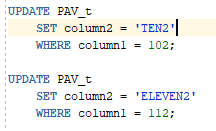 UPDATE PAV_t
SET column2 = 'TEN2'
WHERE column1 = 102;
UPDATE PAV_t
SET column2 = 'ELEVEN2'
WHERE column1 = 112;